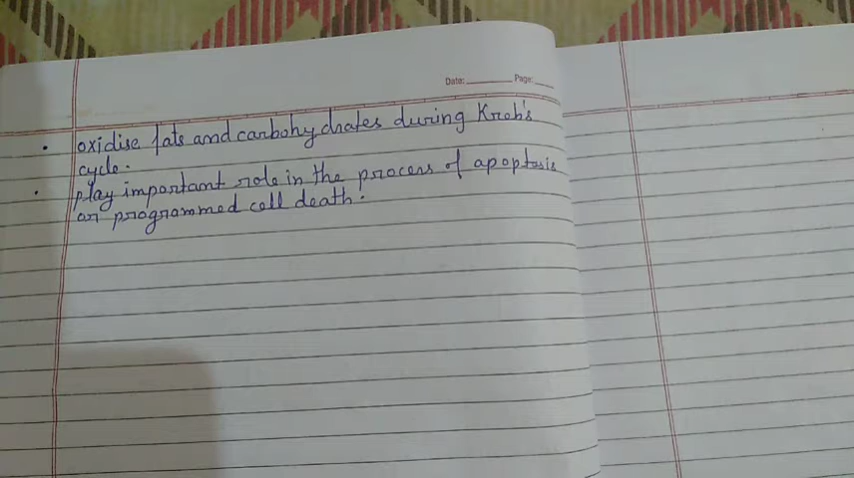 Date: Page:
• oxidise fats and carbohydrates during Kreb's
cycle.
• play important role in the process of apoptosis
or programmed cell death.